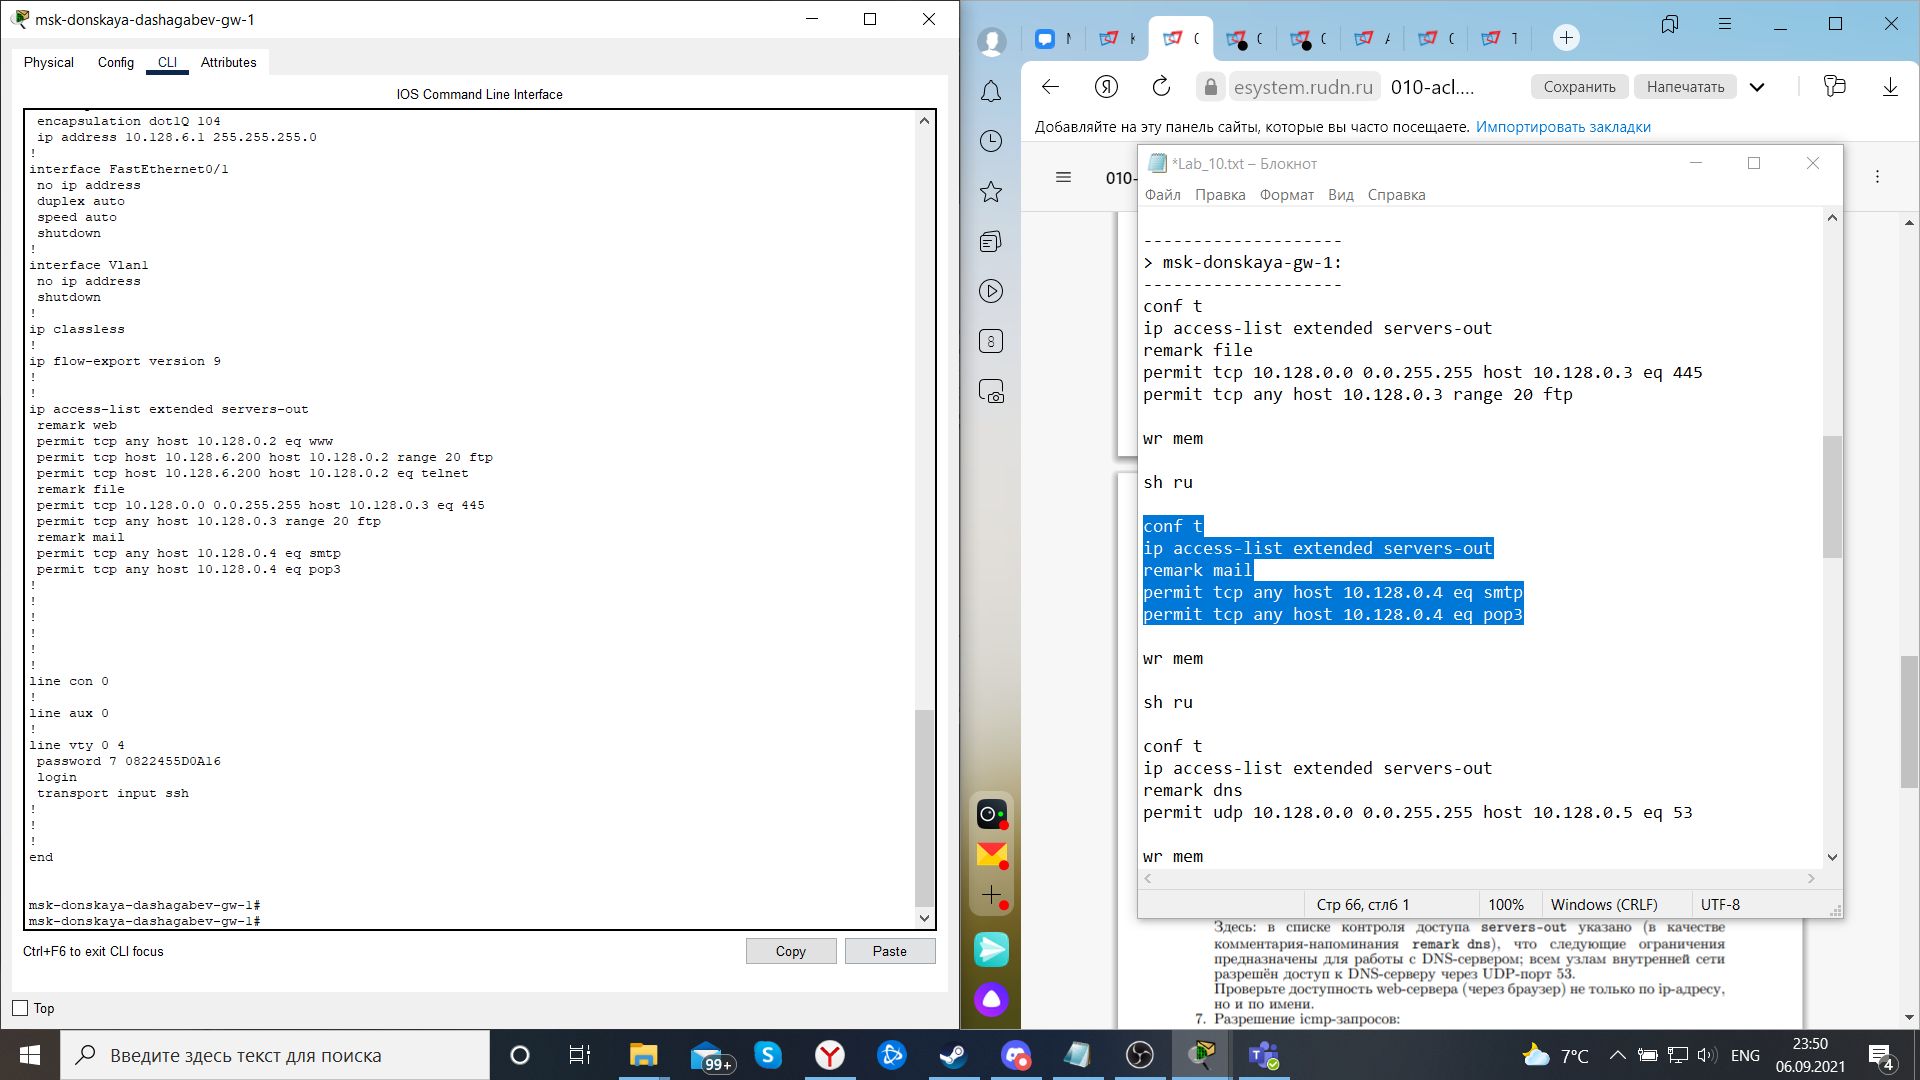 msk-donskaya-dashagabev-gw-1
Physical Config CLI Attributes
IOS Command Line Interface
encapsulation dot1Q 104
ip address 10.128.6.1 255.255.255.0
!
interface FastEthernet0/1
no ip address
duplex auto
speed auto
shutdown
!
interface Vlan1
no ip address
shutdown
!
ip classless
!
ip flow-export version 9
!
!
ip access-list extended servers-out
remark web
permit tcp any host 10.128.0.2 eq www
permit tcp host 10.128.6.200 host 10.128.0.2 range 20 ftp
permit tcp host 10.128.6.200 host 10.128.0.2 eq telnet
remark file
permit tcp 10.128.0.0 0.0.255.255 host 10.128.0.3 eq 445
permit tcp any host 10.128.0.3 range 20 ftp
remark mail
permit tcp any host 10.128.0.4 eq smtp
permit tcp any host 10.128.0.4 eq pop3
!
!
!
!
!
!
line con 0
!
line aux 0
!
line vty 0 4
password 7 0822455D0A16
login
transport input ssh
!
!
!
end
msk-donskaya-dashagabev-gw-1#
msk-donskaya-dashagabev-gw-1#
Ctrl+F6 to exit CLI focus
Copy Paste
Top
esystem.rudn.ru 010-acl....
Сохранить Напечатать
Добавляйте на эту панель сайты, которые вы часто посещаете. Импортировать закладки
8
010-
*Lab_10.txt – Блокнот
Файл Правка Формат Вид Справка
--------------------
> msk-donskaya-gw-1:
--------------------
conf t
ip access-list extended servers-out
remark file
permit tcp 10.128.0.0 0.0.255.255 host 10.128.0.3 eq 445
permit tcp any host 10.128.0.3 range 20 ftp
wr mem
sh ru
conf t
ip access-list extended servers-out
remark mail
permit tcp any host 10.128.0.4 eq smtp
permit tcp any host 10.128.0.4 eq pop3
wr mem
sh ru
conf t
ip access-list extended servers-out
remark dns
permit udp 10.128.0.0 0.0.255.255 host 10.128.0.5 eq 53
wr mem
Стр 66, стлб 1 100% Windows (CRLF) UTF-8
Здесь: в списке контроля доступа servers-out указано (в качестве
комментария-напоминания remark dns), что следующие ограничения
предназначены для работы с DNS-сервером; всем узлам внутренней сети
разрешён доступ к DNS-серверу через UDP-порт 53.
Проверьте доступность web-сервера (через браузер) не только по ip-адресу,
но и по имени.
7. Разрешение icmp-запросов:
Введите здесь текст для поиска
99+
7°C ENG
23:50
06.09.2021
4